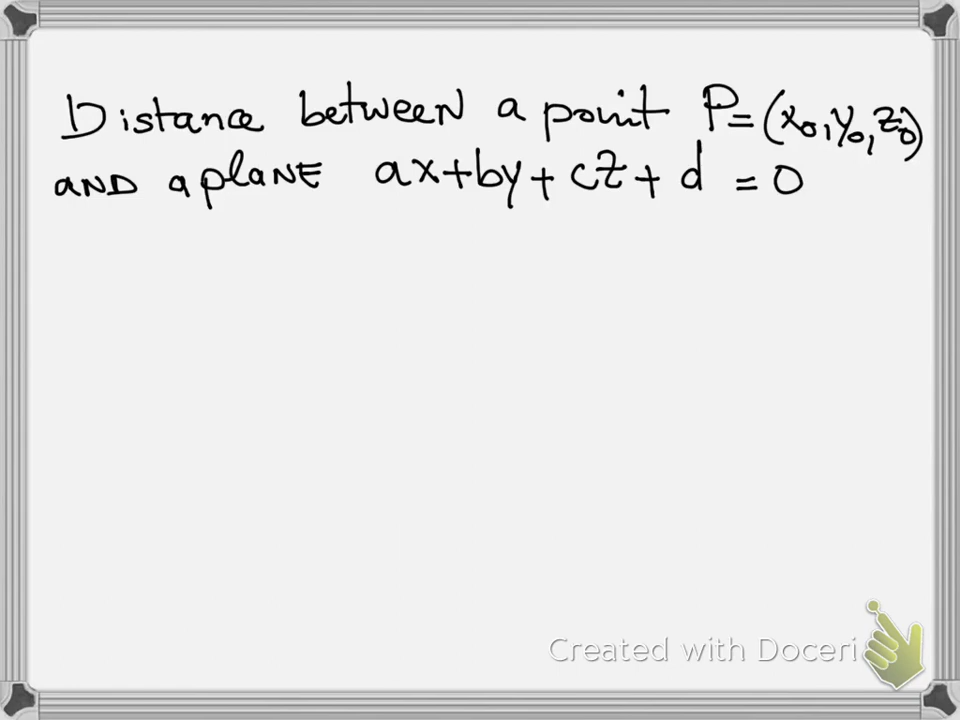 Distance between a point P=(x₀,y₀,z₀)
AND a plANE ax+by+cz+d=0
Created with Doceri